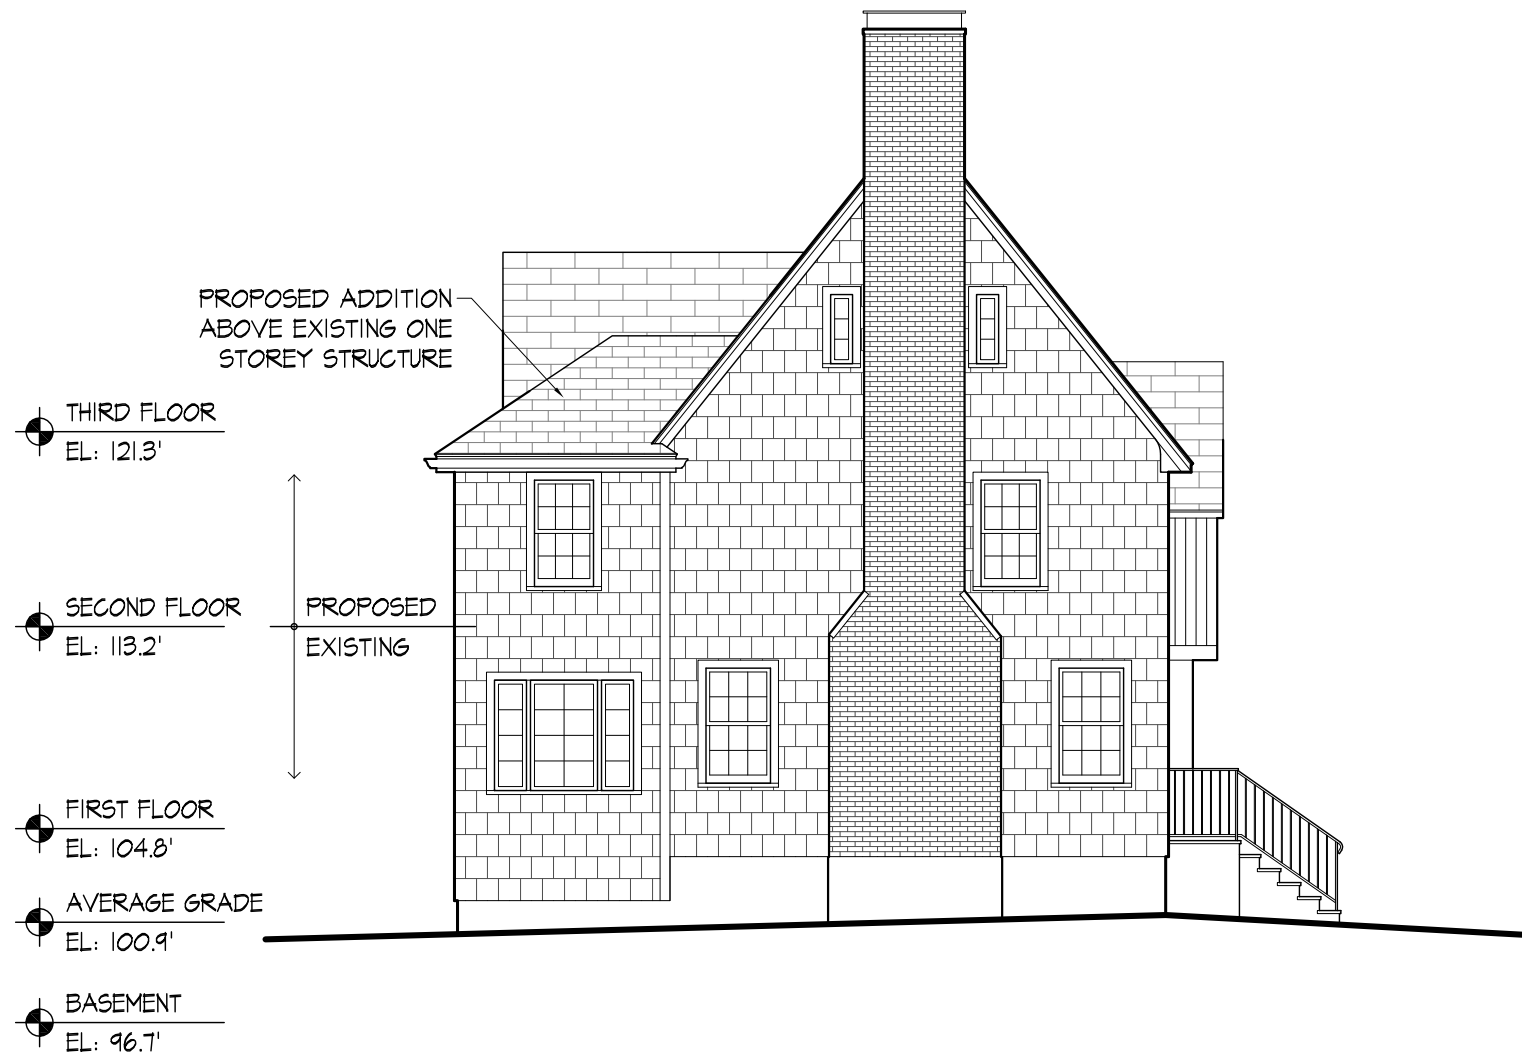 PROPOSED ADDITION
ABOVE EXISTING ONE
STOREY STRUCTURE
THIRD FLOOR
EL: 121.3'
SECOND FLOOR
EL: 113.2'
PROPOSED
EXISTING
FIRST FLOOR
EL: 104.8'
AVERAGE GRADE
EL: 100.9'
BASEMENT
EL: 96.7'